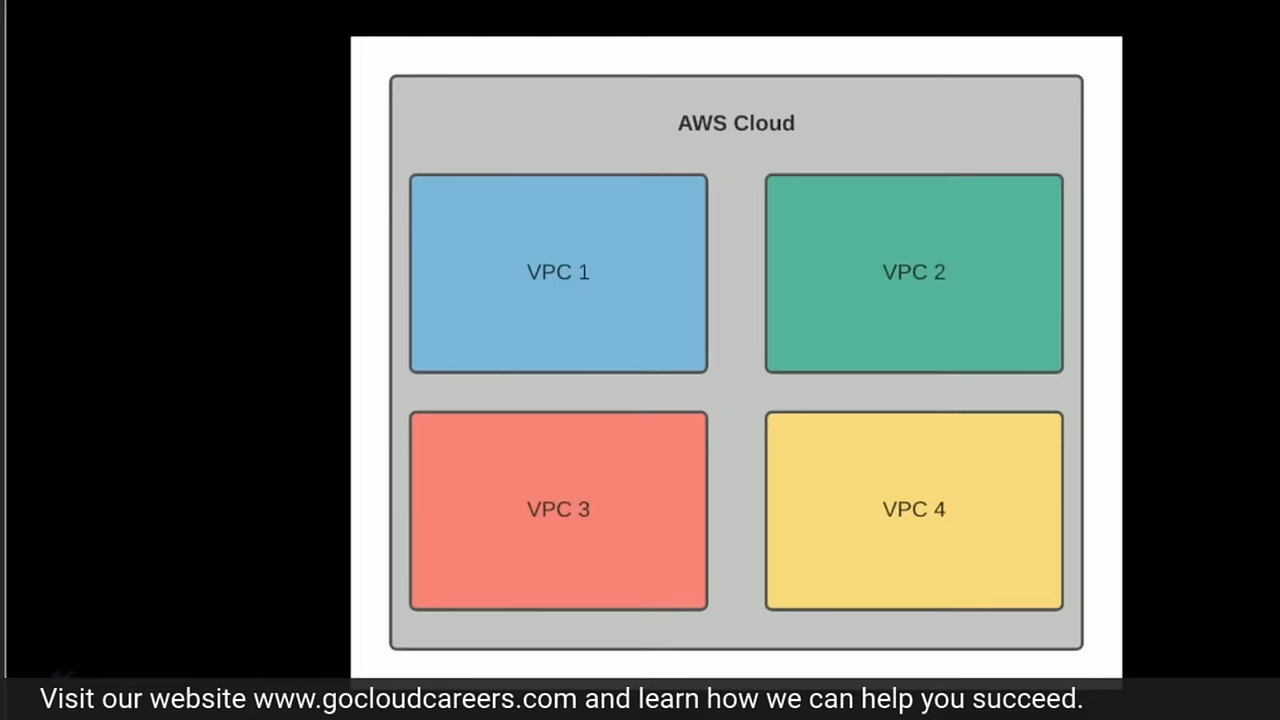 AWS Cloud
VPC 1
VPC 2
VPC 3
VPC 4
Visit our website www.gocloudcareers.com and learn how we can help you succeed.